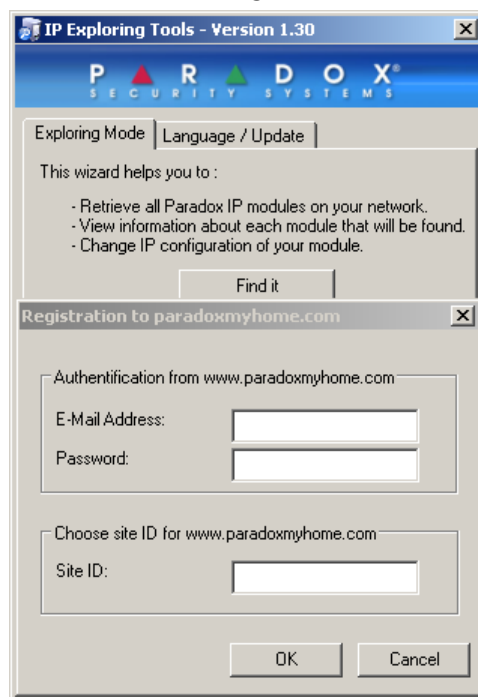 IP Exploring Tools - Version 1.30
PARADOX®
SECURITY SYSTEMS
Exploring Mode
Language / Update
This wizard helps you to :
- Retrieve all Paradox IP modules on your network.
- View information about each module that will be found.
- Change IP configuration of your module.
Find it
Registration to paradoxmyhome.com
Authentification from www.paradoxmyhome.com
E-Mail Address:
Password:
Choose site ID for www.paradoxmyhome.com
Site ID:
OK
Cancel